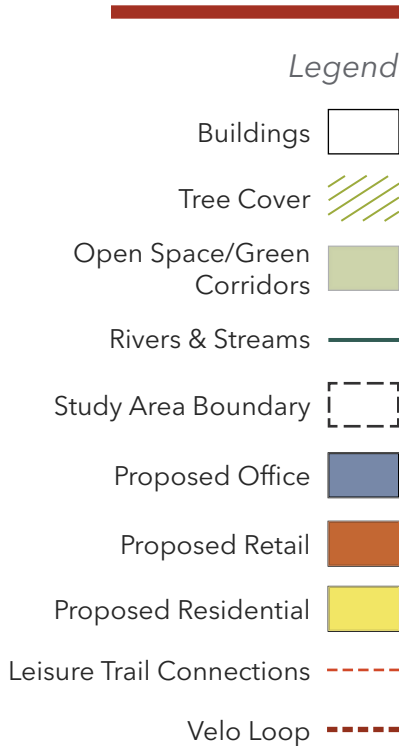 Legend
Buildings
Tree Cover
Open Space/Green
Corridors
Rivers & Streams
Study Area Boundary
Proposed Office
Proposed Retail
Proposed Residential
Leisure Trail Connections
Velo Loop